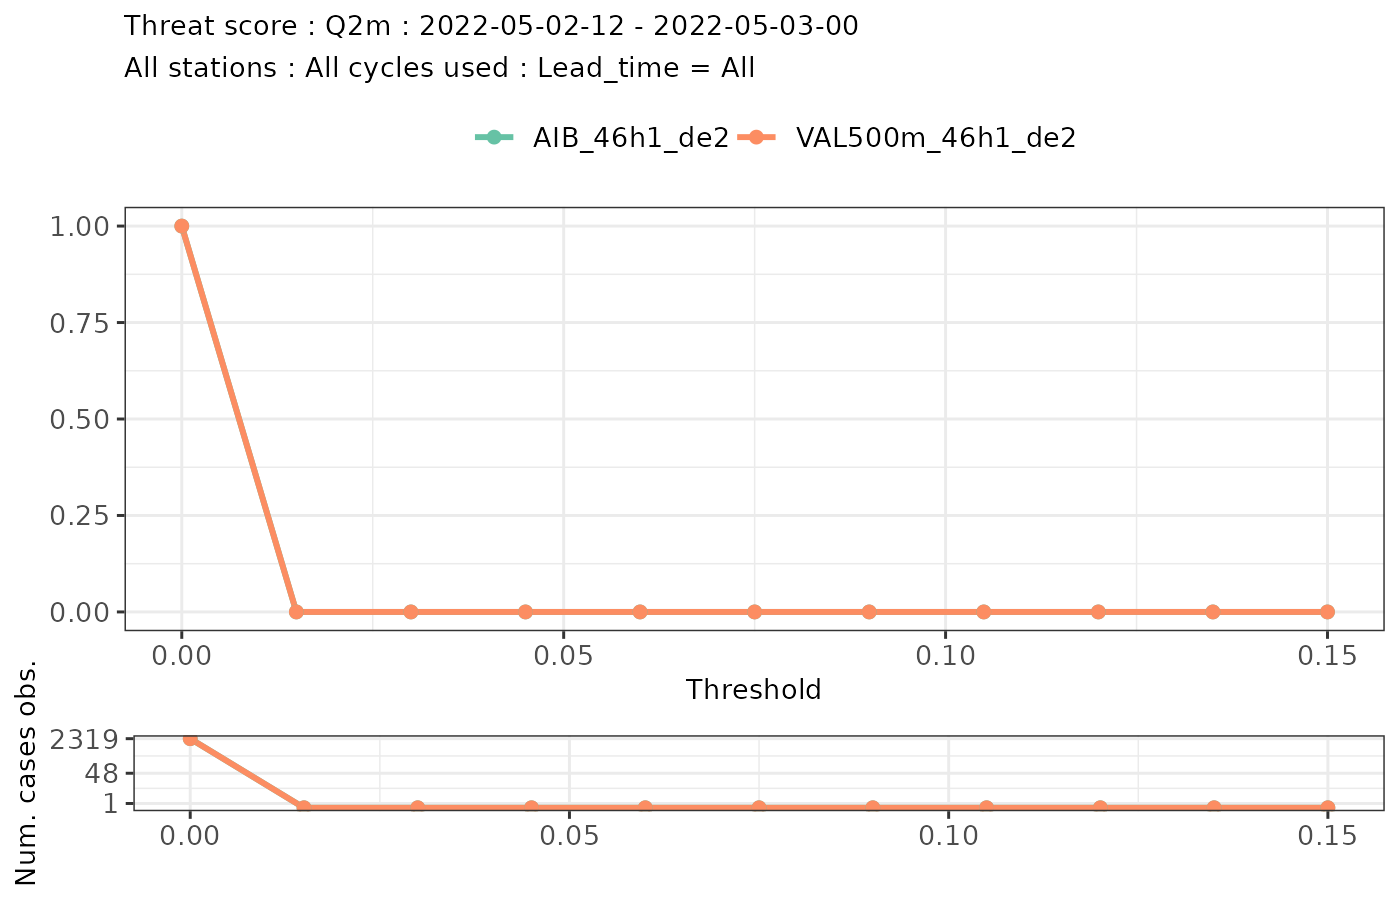 Threat score : Q2m : 2022-05-02-12 - 2022-05-03-00
All stations : All cycles used : Lead_time = All
AIB_46h1_de2 VAL500m_46h1_de2
1.00
0.75
0.50
0.25
0.00
0.00 0.05 0.10 0.15
Threshold
Num. cases obs.
2319
48
1
0.00 0.05 0.10 0.15